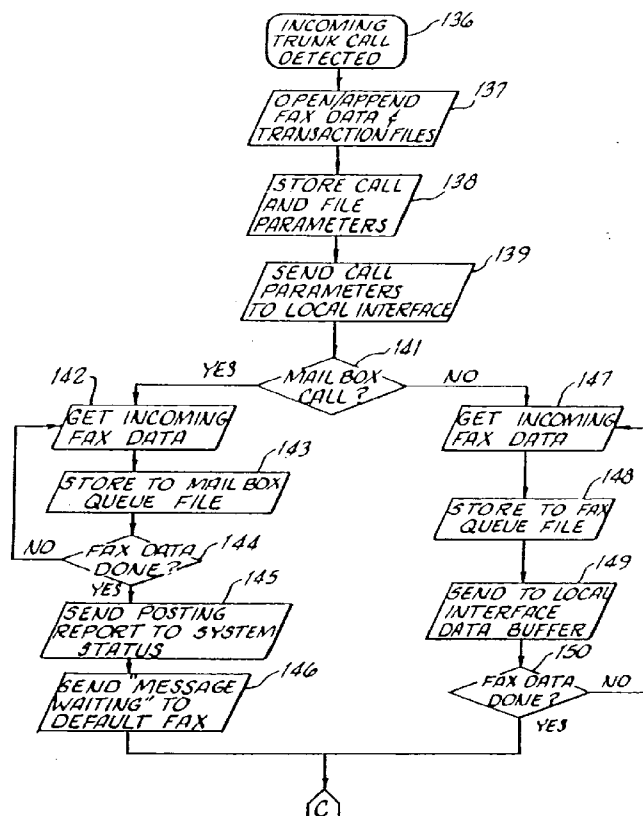 INCOMING
TRUNK CALL
DETECTED
136
OPEN/APPEND
FAX DATA &
TRANSACTION FILES
137
STORE CALL
AND FILE
PARAMETERS
138
SEND CALL
PARAMETERS
TO LOCAL INTERFACE
139
MAIL BOX
CALL?
141
YES
NO
142
GET INCOMING
FAX DATA
143
STORE TO MAIL BOX
QUEUE FILE
144
FAX DATA
DONE?
NO
YES
145
SEND POSTING
REPORT TO SYSTEM
STATUS
146
SEND "MESSAGE
WAITING" TO
DEFAULT FAX
147
GET INCOMING
FAX DATA
148
STORE TO FAX
QUEUE FILE
149
SEND TO LOCAL
INTERFACE
DATA BUFFER
150
FAX DATA
DONE?
NO
YES
C